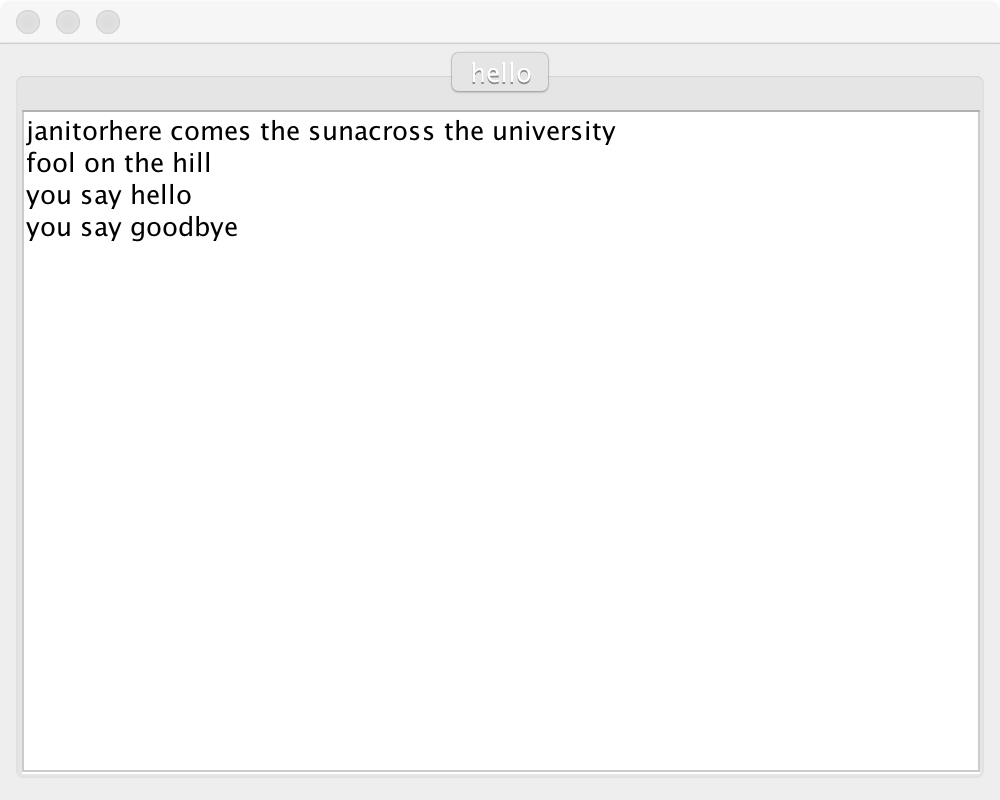 hello
janitorhere comes the sunacross the university
fool on the hill
you say hello
you say goodbye